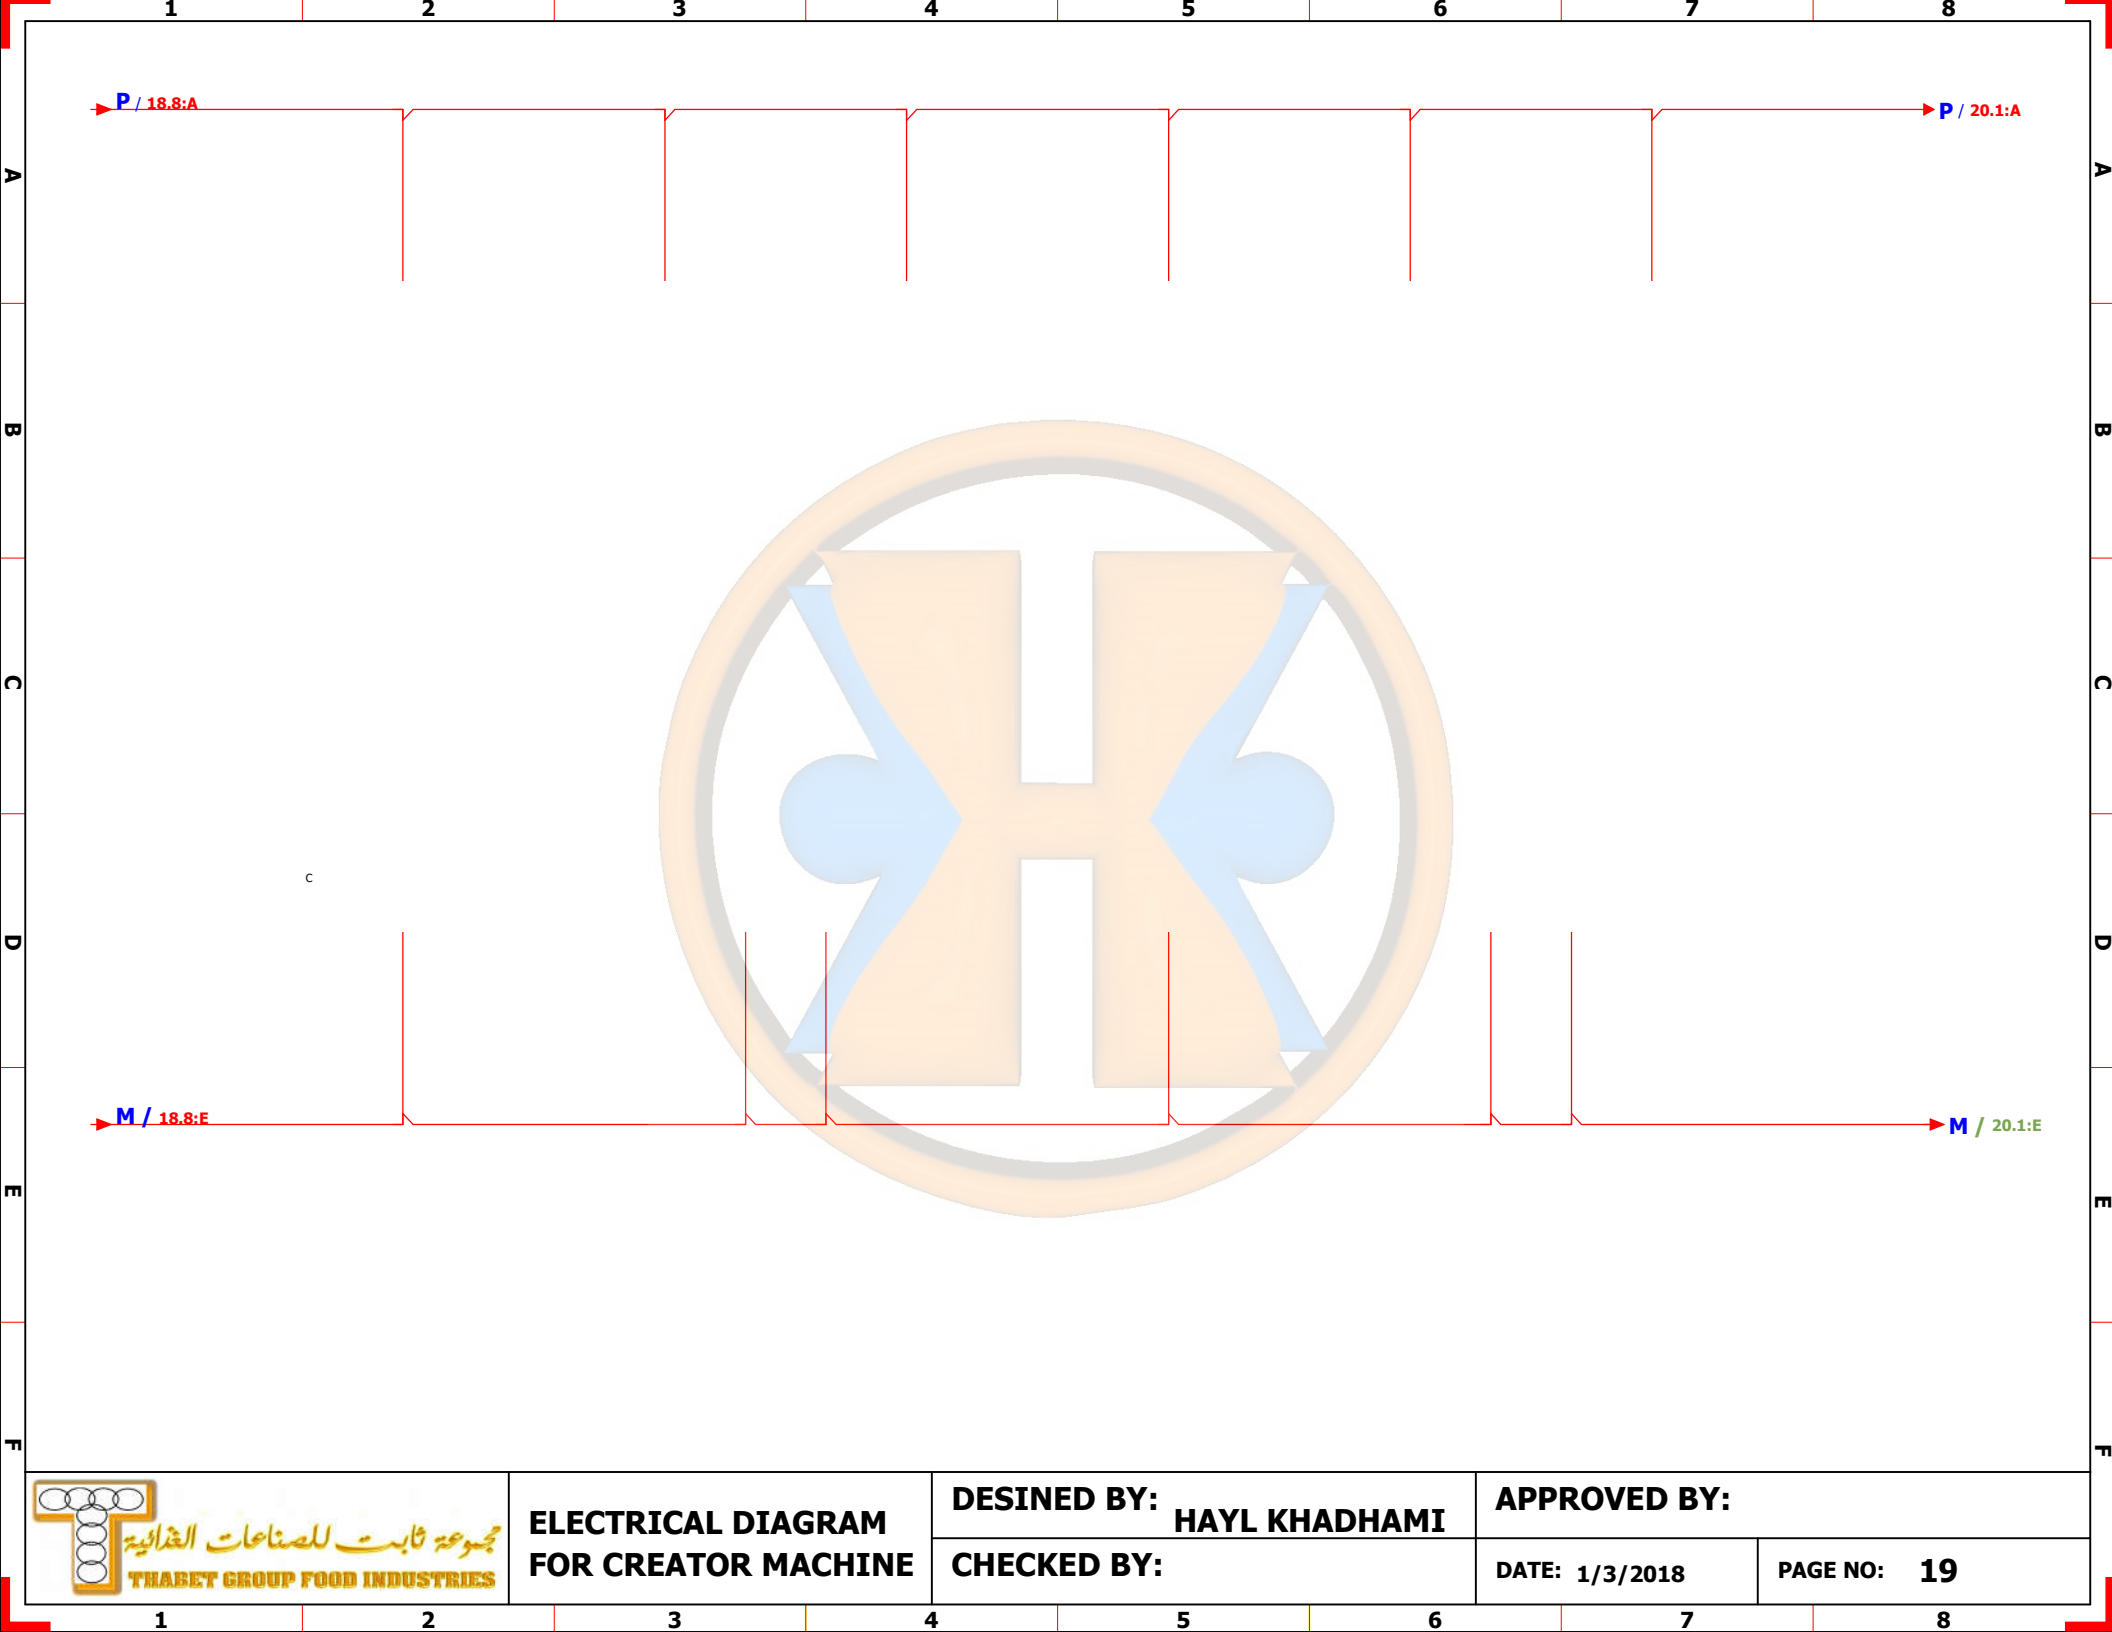 1 2 3 4 5 6 7 8
P / 18.8:A
P / 20.1:A
A
A
B
B
C
C
c
D
D
M / 18.8:E
M / 20.1:E
E
E
F
F
مجموعة ثابت للصناعات الغذائية
THABET GROUP FOOD INDUSTRIES
ELECTRICAL DIAGRAM
FOR CREATOR MACHINE
DESINED BY: HAYL KHADHAMI
CHECKED BY:
APPROVED BY:
DATE: 1/3/2018
PAGE NO: 19
1 2 3 4 5 6 7 8